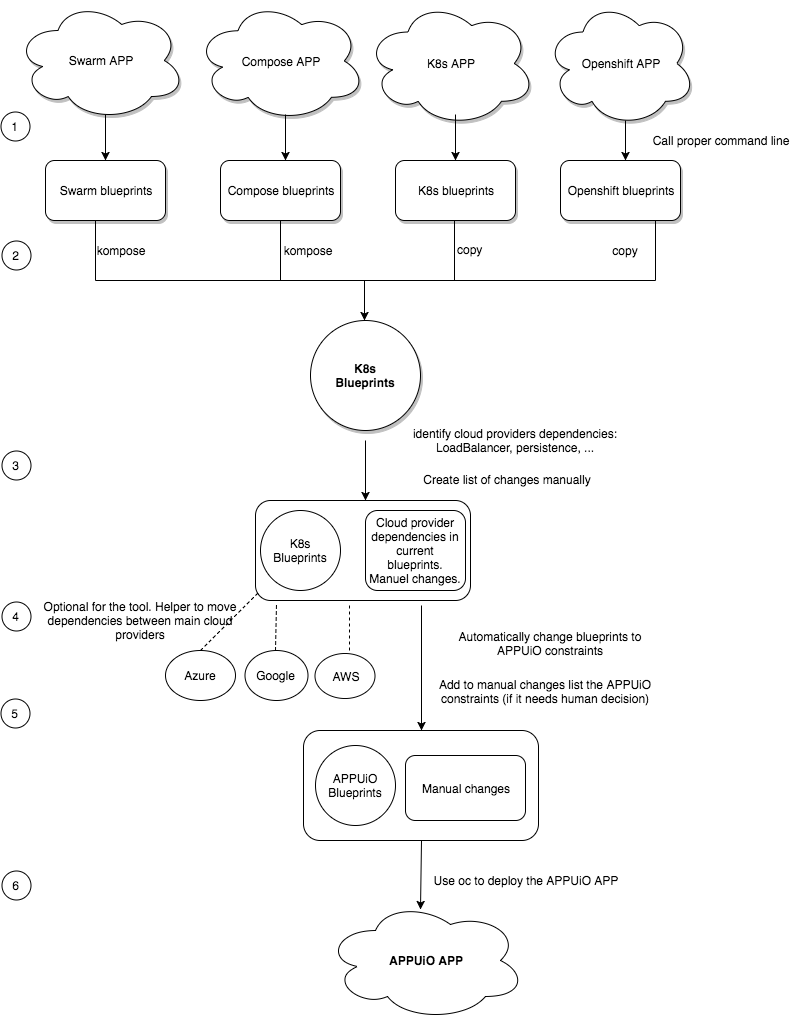 Swarm APP
Compose APP
K8s APP
Openshift APP
1
Call proper command line
Swarm blueprints
Compose blueprints
K8s blueprints
Openshift blueprints
2
kompose
kompose
copy
copy
K8s
Blueprints
identify cloud providers dependencies:
LoadBalancer, persistence, ...
3
Create list of changes manually
K8s
Blueprints
Cloud provider
dependencies in
current
blueprints.
Manuel changes.
4
Optional for the tool. Helper to move
dependencies between main cloud
providers
Automatically change blueprints to
APPUiO constraints
Azure
Google
AWS
Add to manual changes list the APPUiO
constraints (if it needs human decision)
5
APPUiO
Blueprints
Manual changes
6
Use oc to deploy the APPUiO APP
APPUiO APP